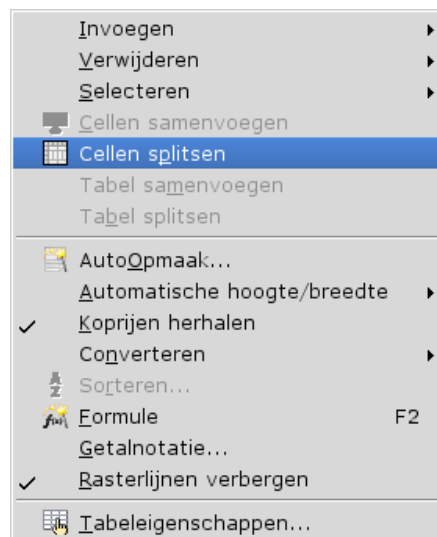 Invoegen
Verwijderen
Selecteren
Cellen samenvoegen
Cellen splitsen
Tabel samenvoegen
Tabel splitsen
AutoOpmaak...
Automatische hoogte/breedte
Koprijen herhalen
Converteren
Sorteren...
Formule F2
Getalnotatie...
Rasterlijnen verbergen
Tabeleigenschappen...